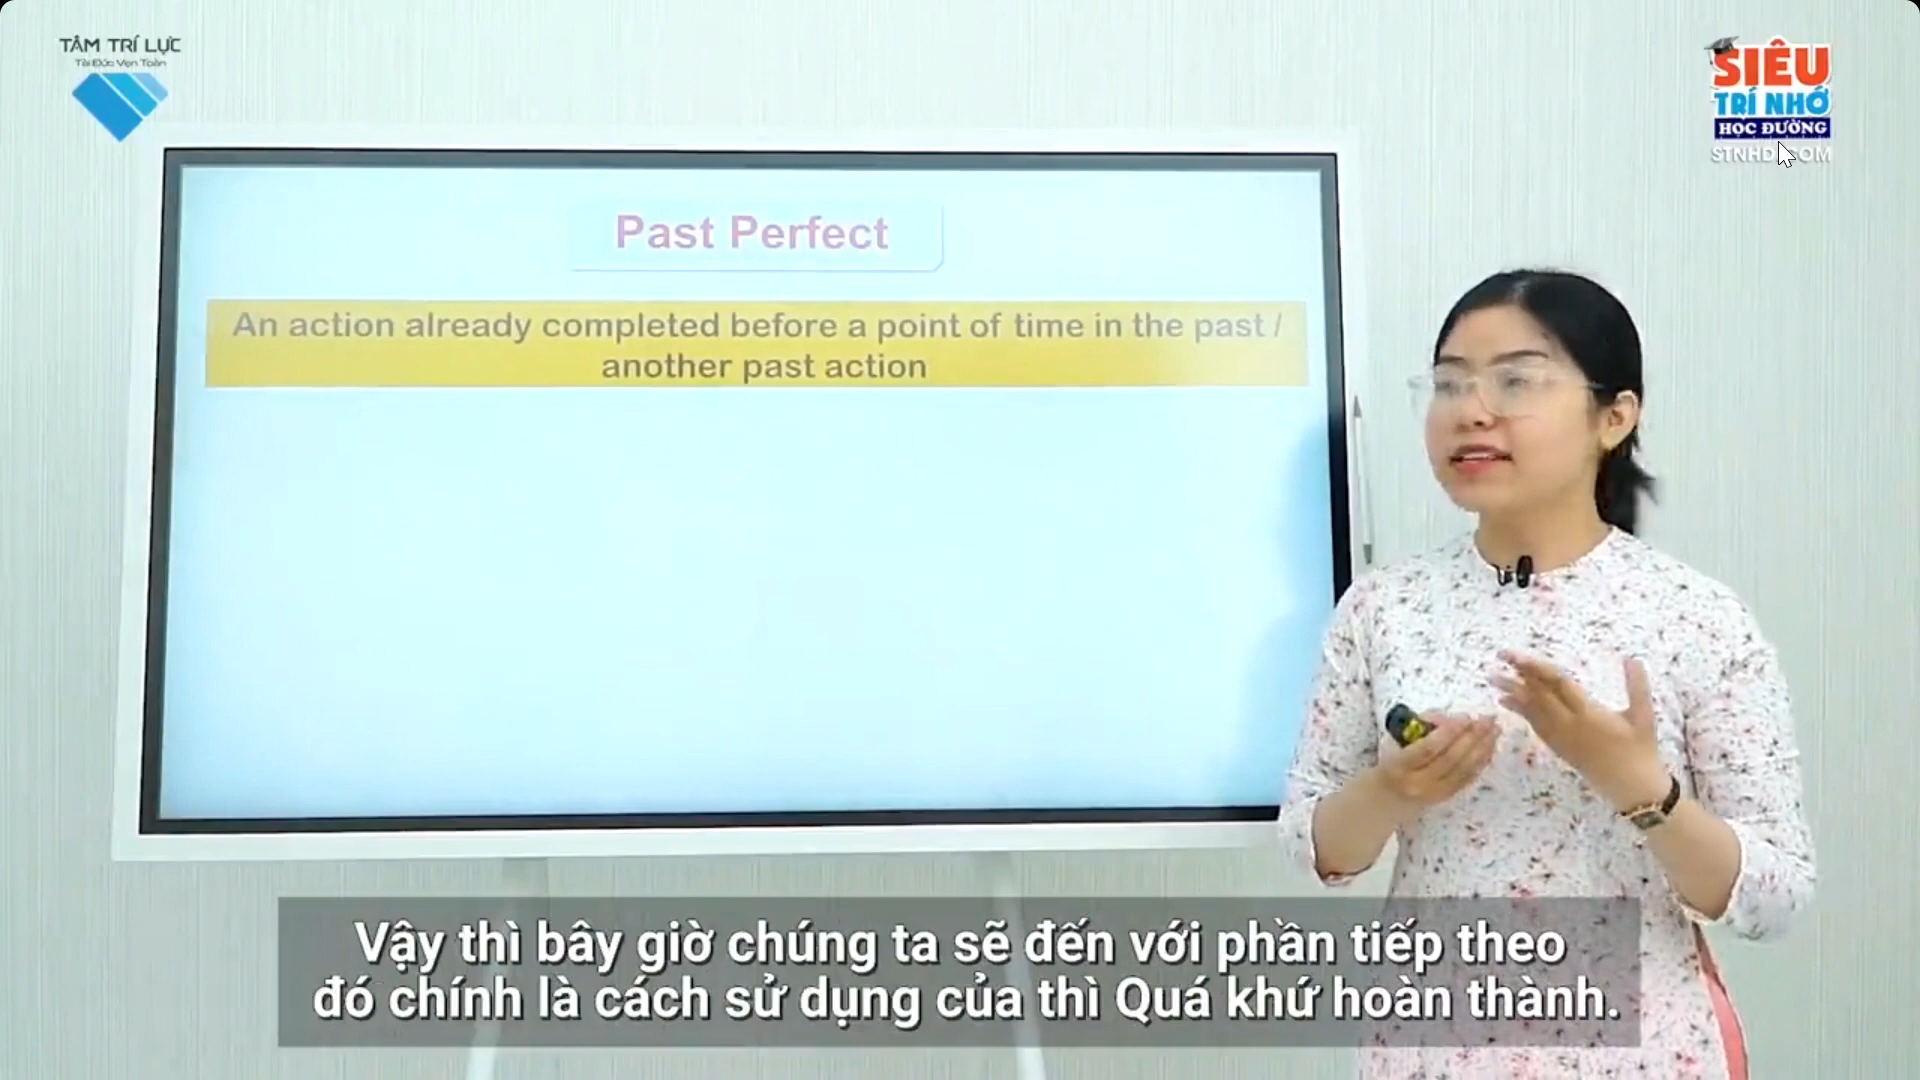 TÂM TRÍ LỰC
Tài Đức Vẹn Toàn
SIÊU
TRÍ NHỚ
HỌC ĐƯỜNG
STNHD.COM
Past Perfect
An action already completed before a point of time in the past /
another past action
Vậy thì bây giờ chúng ta sẽ đến với phần tiếp theo
đó chính là cách sử dụng của thì Quá khứ hoàn thành.